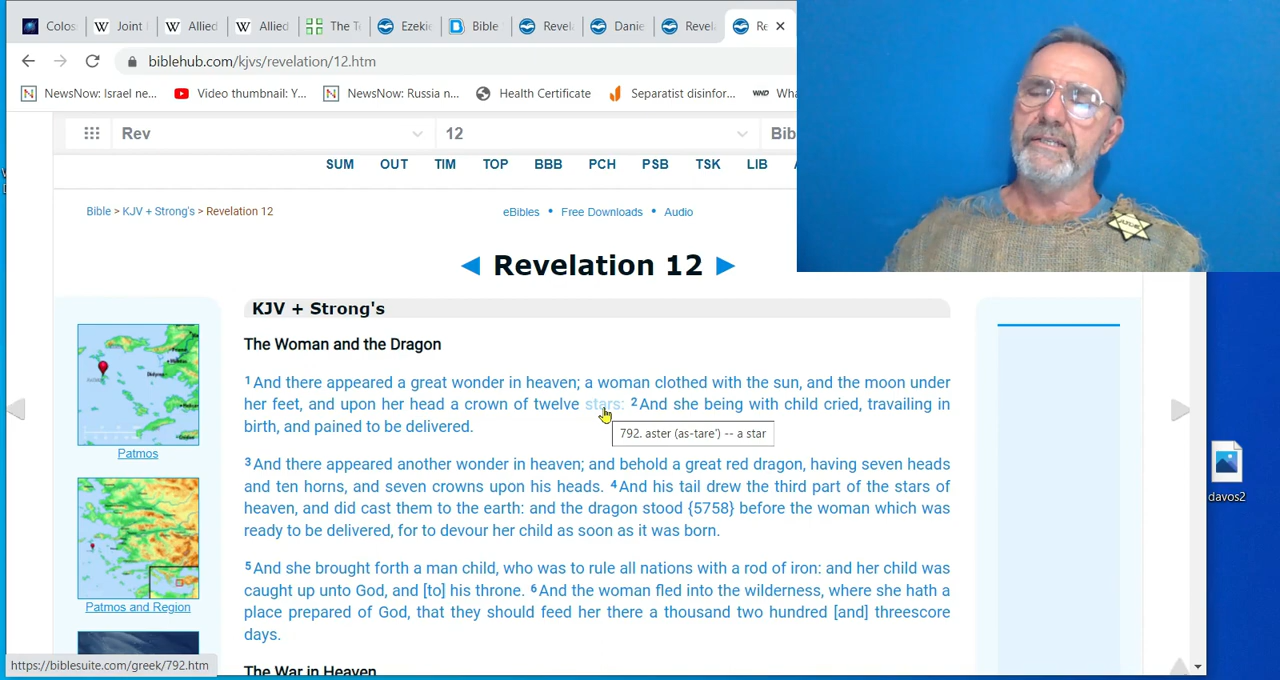 Colos
Joint
Allied
Allied
The T
Ezekie
Bible
Revel
Danie
Revel
Re
biblehub.com/kjvs/revelation/12.htm
NewsNow: Israel ne...
Video thumbnail: Y...
NewsNow: Russia n...
Health Certificate
Separatist disinfor...
WND
Wha
Rev
12
Bib
SUM OUT TIM TOP BBB PCH PSB TSK LIB
Bible > KJV + Strong's > Revelation 12
eBibles • Free Downloads • Audio
◄ Revelation 12 ►
KJV + Strong's
The Woman and the Dragon
1And there appeared a great wonder in heaven; a woman clothed with the sun, and the moon under
her feet, and upon her head a crown of twelve stars: 2And she being with child cried, travailing in
birth, and pained to be delivered.
792. aster (as-tare') -- a star
3And there appeared another wonder in heaven; and behold a great red dragon, having seven heads
and ten horns, and seven crowns upon his heads. 4And his tail drew the third part of the stars of
heaven, and did cast them to the earth: and the dragon stood {5758} before the woman which was
ready to be delivered, for to devour her child as soon as it was born.
5And she brought forth a man child, who was to rule all nations with a rod of iron: and her child was
caught up unto God, and [to] his throne. 6And the woman fled into the wilderness, where she hath a
place prepared of God, that they should feed her there a thousand two hundred [and] threescore
days.
The War in Heaven
Patmos
Patmos and Region
davos2
https://biblesuite.com/greek/792.htm